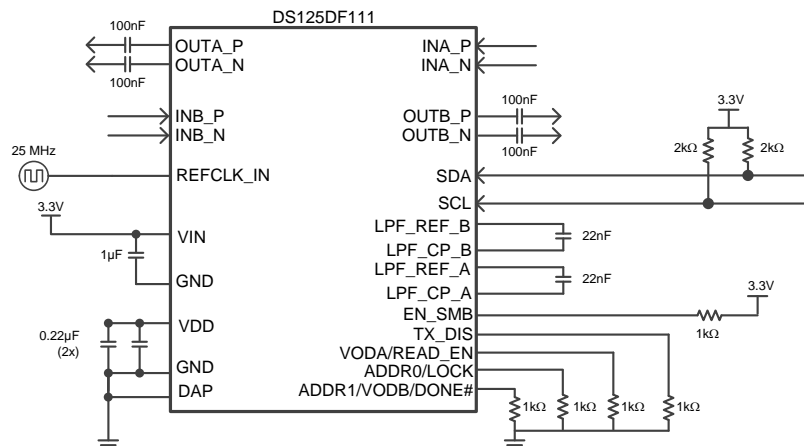 DS125DF111
100nF
OUTA_P
OUTA_N
100nF
INA_P
INA_N
INB_P
INB_N
100nF
OUTB_P
OUTB_N
100nF
3.3V
2kΩ
2kΩ
25 MHz
REFCLK_IN
SDA
SCL
3.3V
VIN
1µF
GND
LPF_REF_B
LPF_CP_B
22nF
LPF_REF_A
LPF_CP_A
22nF
3.3V
EN_SMB
1kΩ
0.22µF
(2x)
VDD
GND
DAP
TX_DIS
VODA/READ_EN
ADDR0/LOCK
ADDR1/VODB/DONE#
1kΩ
1kΩ
1kΩ
1kΩ